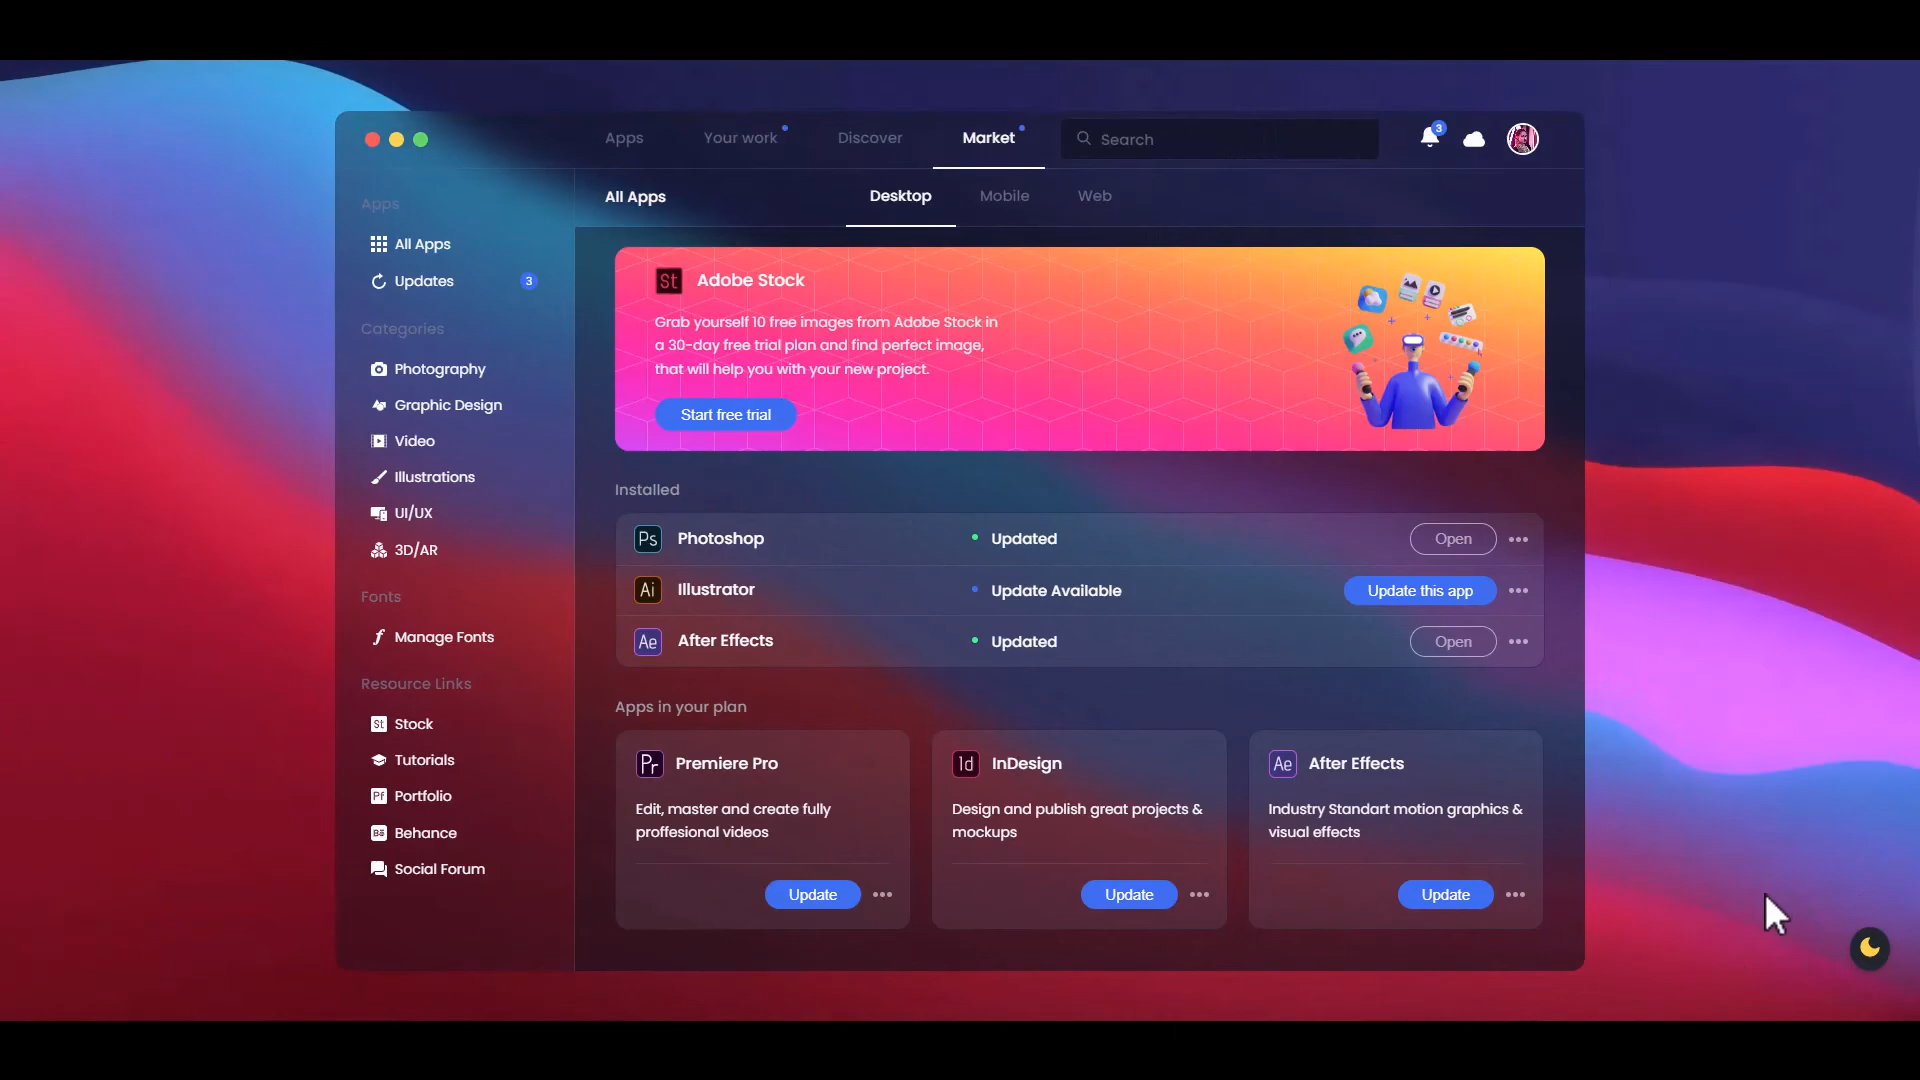 Apps
Your work
Discover
Market
Search
3
All Apps
Desktop
Mobile
Web
Apps
All Apps
Updates
3
Categories
Photography
Graphic Design
Video
Illustrations
UI/UX
3D/AR
Fonts
Manage Fonts
Resource Links
St Stock
Tutorials
Pf Portfolio
Bē Behance
Social Forum
St Adobe Stock
Grab yourself 10 free images from Adobe Stock in
a 30-day free trial plan and find perfect image,
that will help you with your new project.
Start free trial
Installed
Ps Photoshop Updated Open
Ai Illustrator Update Available Update this app
Ae After Effects Updated Open
Apps in your plan
Pr Premiere Pro
Edit, master and create fully
proffesional videos
Update
Id InDesign
Design and publish great projects &
mockups
Update
Ae After Effects
Industry Standart motion graphics &
visual effects
Update